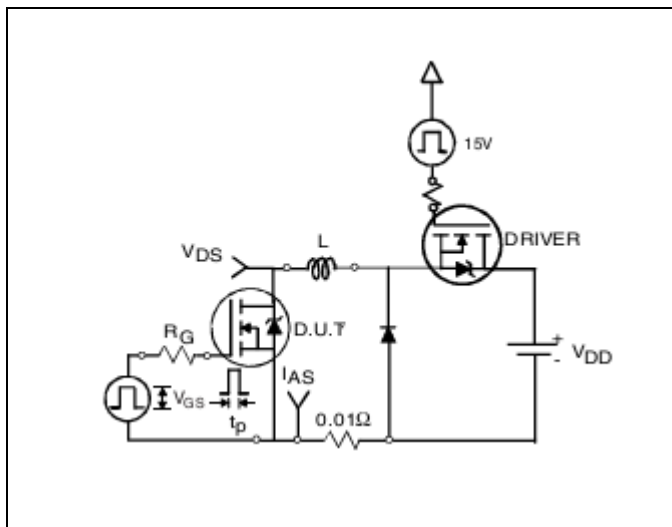 15V
DRIVER
VDS
L
RG
D.U.T
+
VDD
-
IAS
VGS
tp
0.01Ω